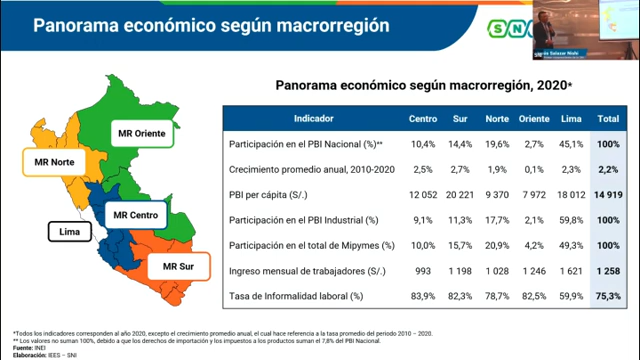 Panorama económico según macrorregión
SN
Salazar Niño
Panorama económico según macrorregión, 2020*
MR Oriente
MR Norte
MR Centro
Lima
MR Sur
Indicador Centro Sur Norte Oriente Lima Total
Participación en el PBI Nacional (%)** 10,4% 14,4% 19,6% 2,7% 45,1% 100%
Crecimiento promedio anual, 2010-2020 2,5% 2,7% 1,9% 0,1% 2,3% 2,2%
PBI per cápita (S/.) 12 052 20 221 9 370 7 972 18 012 14 919
Participación en el PBI Industrial (%) 9,1% 11,3% 17,7% 2,1% 59,8% 100%
Participación en el total de Mipymes (%) 10,0% 15,7% 20,9% 4,2% 49,3% 100%
Ingreso mensual de trabajadores (S/.) 993 1 198 1 028 1 246 1 621 1 258
Tasa de Informalidad laboral (%) 83,9% 82,3% 78,7% 82,5% 59,9% 75,3%
*Todos los indicadores corresponden al año 2020, excepto el crecimiento promedio anual, el cual hace referencia a la tasa promedio del periodo 2010 – 2020.
** Los valores no suman 100%, debido a que los derechos de importación y los impuestos a los productos suman el 7,8% del PBI Nacional.
Fuente: INEI
Elaboración: IEES – SNI